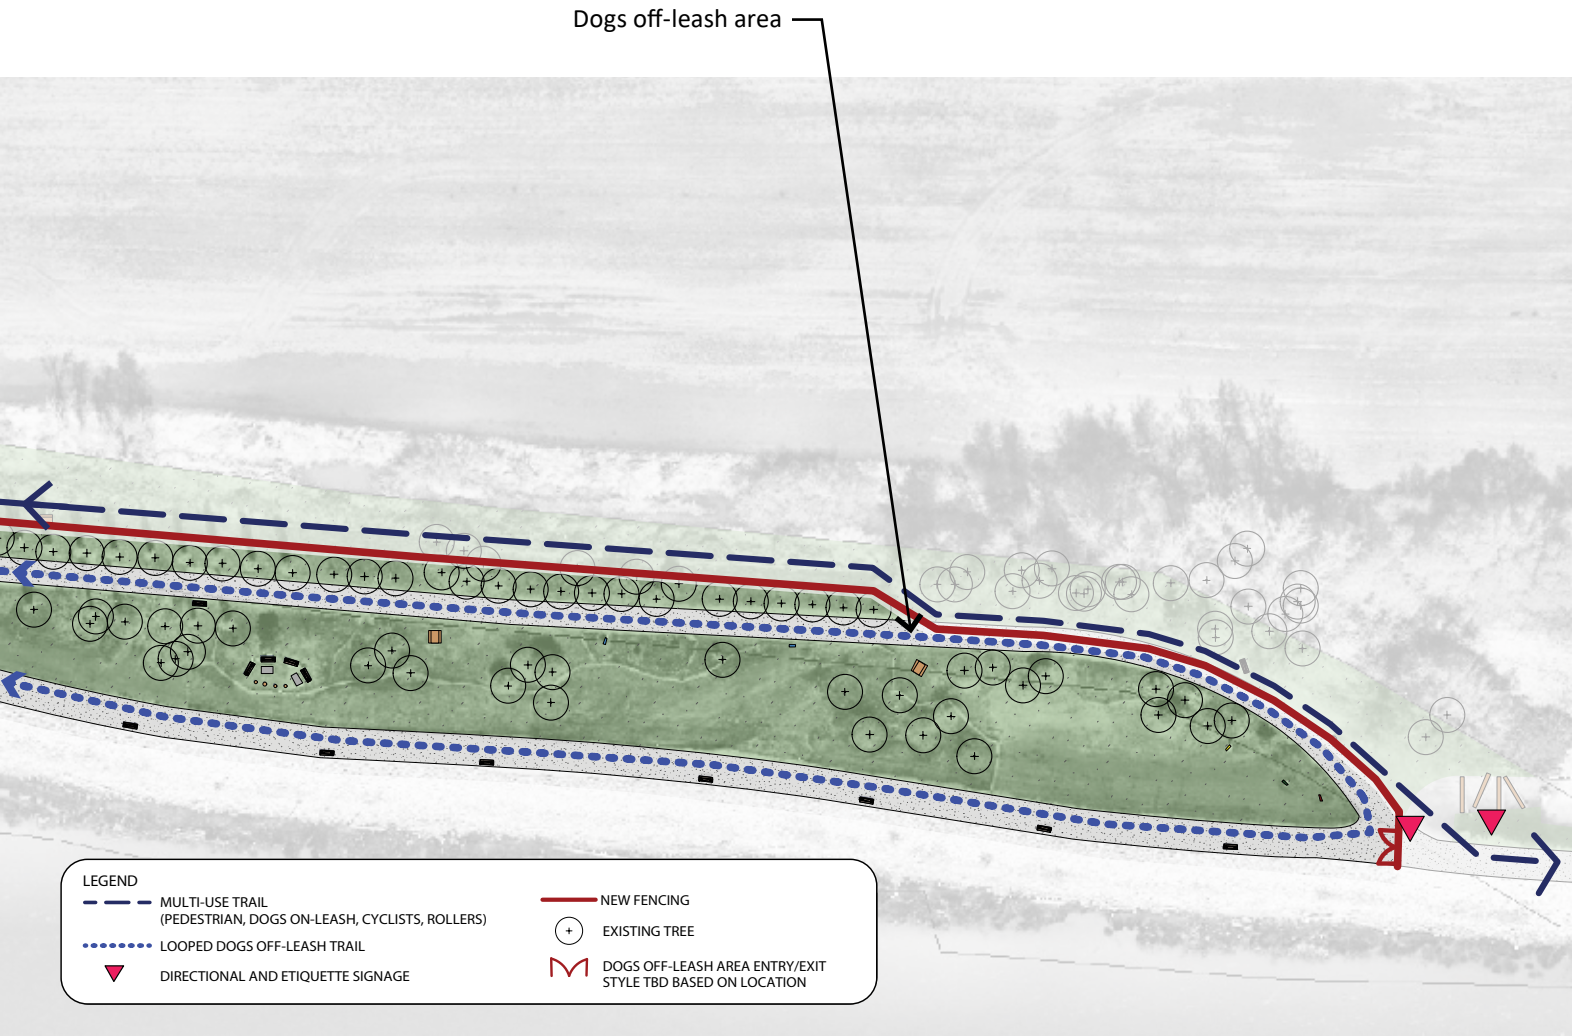 Dogs off-leash area
LEGEND
MULTI-USE TRAIL
(PEDESTRIAN, DOGS ON-LEASH, CYCLISTS, ROLLERS)
LOOPED DOGS OFF-LEASH TRAIL
DIRECTIONAL AND ETIQUETTE SIGNAGE
NEW FENCING
EXISTING TREE
DOGS OFF-LEASH AREA ENTRY/EXIT
STYLE TBD BASED ON LOCATION